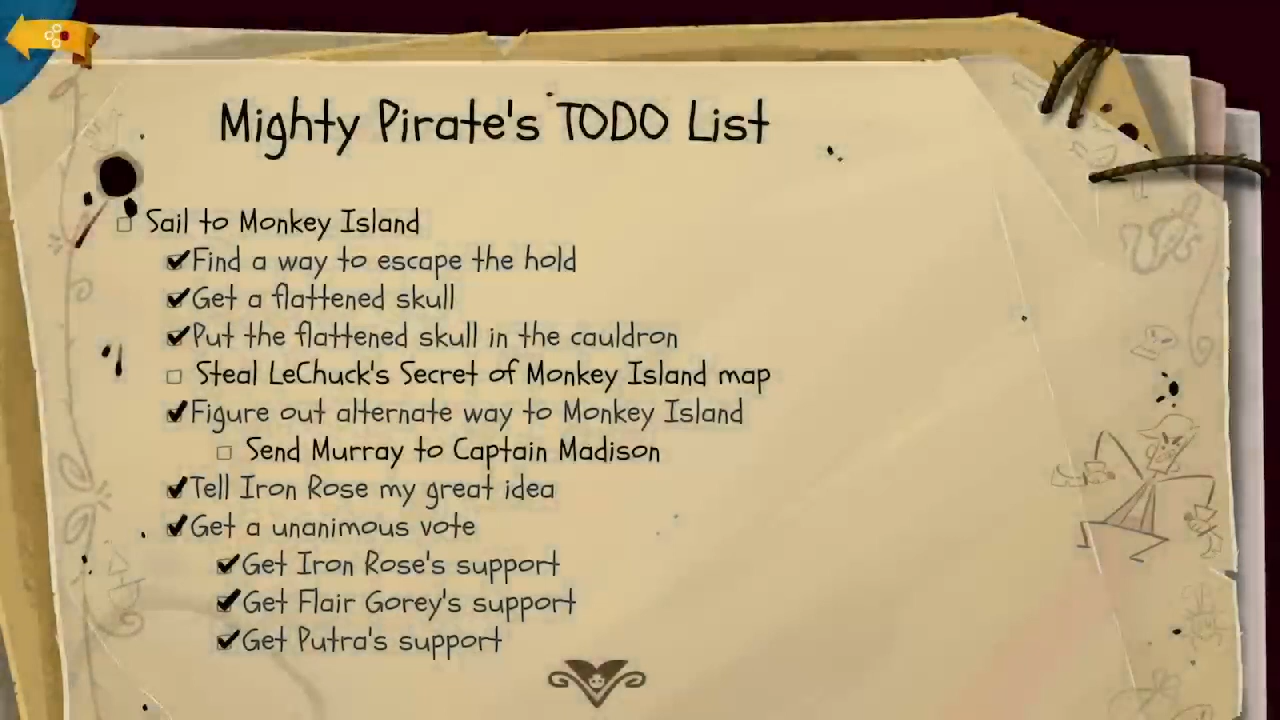 Mighty Pirate's TODO List
Sail to Monkey Island
Find a way to escape the hold
Get a flattened skull
Put the flattened skull in the cauldron
Steal LeChuck's Secret of Monkey Island map
Figure out alternate way to Monkey Island
Send Murray to Captain Madison
Tell Iron Rose my great idea
Get a unanimous vote
Get Iron Rose's support
Get Flair Gorey's support
Get Putra's support